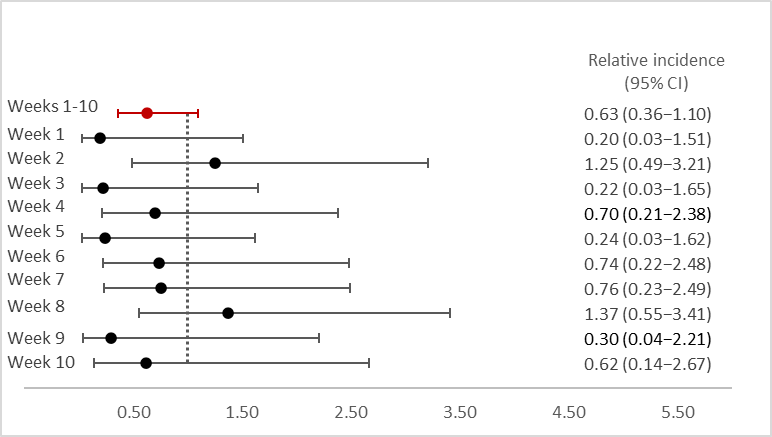 Relative incidence
(95% CI)
Weeks 1-10 0.63 (0.36–1.10)
Week 1 0.20 (0.03–1.51)
Week 2 1.25 (0.49–3.21)
Week 3 0.22 (0.03–1.65)
Week 4 0.70 (0.21–2.38)
Week 5 0.24 (0.03–1.62)
Week 6 0.74 (0.22–2.48)
Week 7 0.76 (0.23–2.49)
Week 8 1.37 (0.55–3.41)
Week 9 0.30 (0.04–2.21)
Week 10 0.62 (0.14–2.67)
0.50 1.50 2.50 3.50 4.50 5.50